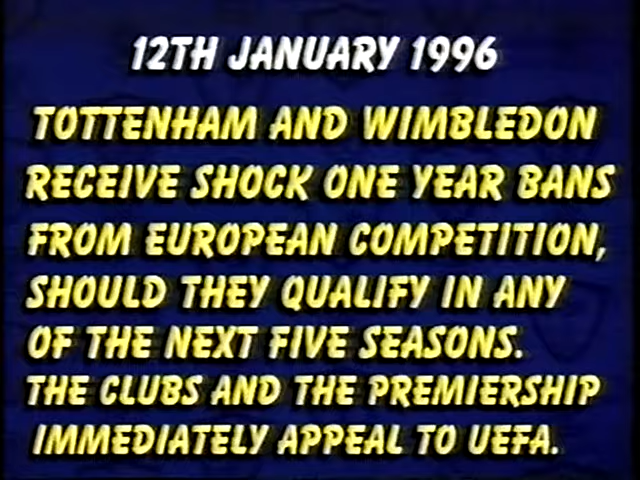 12TH JANUARY 1996
TOTTENHAM AND WIMBLEDON
RECEIVE SHOCK ONE YEAR BANS
FROM EUROPEAN COMPETITION,
SHOULD THEY QUALIFY IN ANY
OF THE NEXT FIVE SEASONS.
THE CLUBS AND THE PREMIERSHIP
IMMEDIATELY APPEAL TO UEFA.